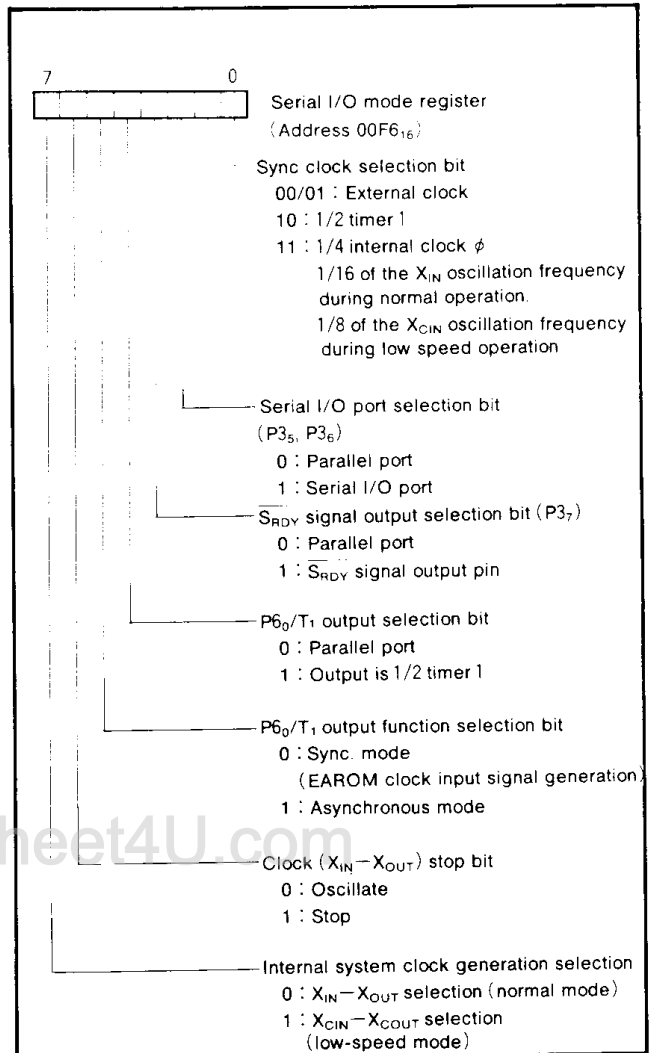 7 0
Serial I/O mode register
(Address 00F6₁₆)
Sync clock selection bit
00/01 : External clock
10 : 1/2 timer 1
11 : 1/4 internal clock ϕ
1/16 of the X_IN oscillation frequency
during normal operation.
1/8 of the X_CIN oscillation frequency
during low speed operation
Serial I/O port selection bit
(P3₅, P3₆)
0 : Parallel port
1 : Serial I/O port
S̅_R̅D̅Y̅ signal output selection bit (P3₇)
0 : Parallel port
1 : S̅_R̅D̅Y̅ signal output pin
P6₀/T₁ output selection bit
0 : Parallel port
1 : Output is 1/2 timer 1
P6₀/T₁ output function selection bit
0 : Sync. mode
(EAROM clock input signal generation)
1 : Asynchronous mode
heet4U.com
Clock (X_IN−X_OUT) stop bit
0 : Oscillate
1 : Stop
Internal system clock generation selection
0 : X_IN−X_OUT selection (normal mode)
1 : X_CIN−X_COUT selection
(low-speed mode)